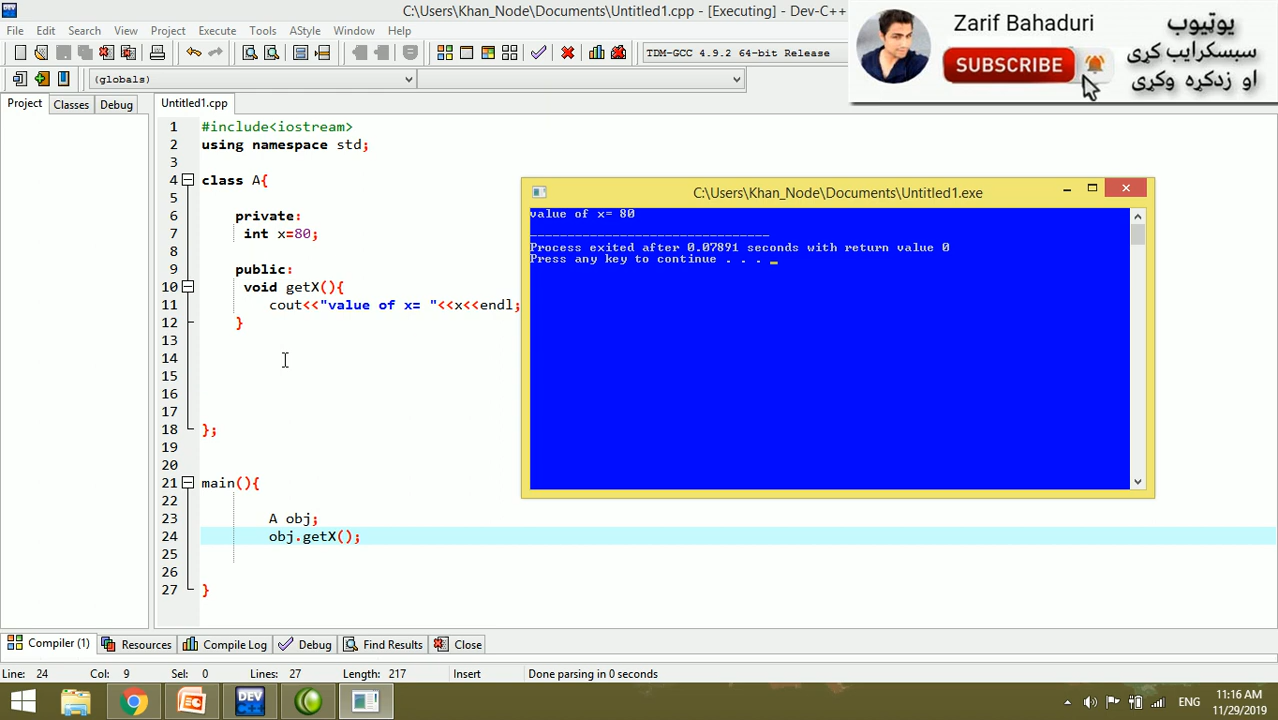 C:\Users\Khan_Node\Documents\Untitled1.cpp - [Executing] - Dev-C++
File Edit Search View Project Execute Tools AStyle Window Help
TDM-GCC 4.9.2 64-bit Release
(globals)
Zarif Bahaduri
SUBSCRIBE
یوټیوب
سبسکرایب کړی
او زدکړه وکړی
Project Classes Debug
Untitled1.cpp
1 #include<iostream>
2 using namespace std;
3
4 class A{
5
6 private:
7 int x=80;
8
9 public:
10 void getX(){
11 cout<<"value of x= "<<x<<endl;
12 }
13
14
15
16
17
18 };
19
20
21 main(){
22
23 A obj;
24 obj.getX();
25
26
27 }
C:\Users\Khan_Node\Documents\Untitled1.exe
value of x= 80
--------------------------------
Process exited after 0.07891 seconds with return value 0
Press any key to continue . . . _
Compiler (1) Resources Compile Log Debug Find Results Close
Line: 24 Col: 9 Sel: 0 Lines: 27 Length: 217 Insert Done parsing in 0 seconds
DEV
ENG
11:16 AM
11/29/2019